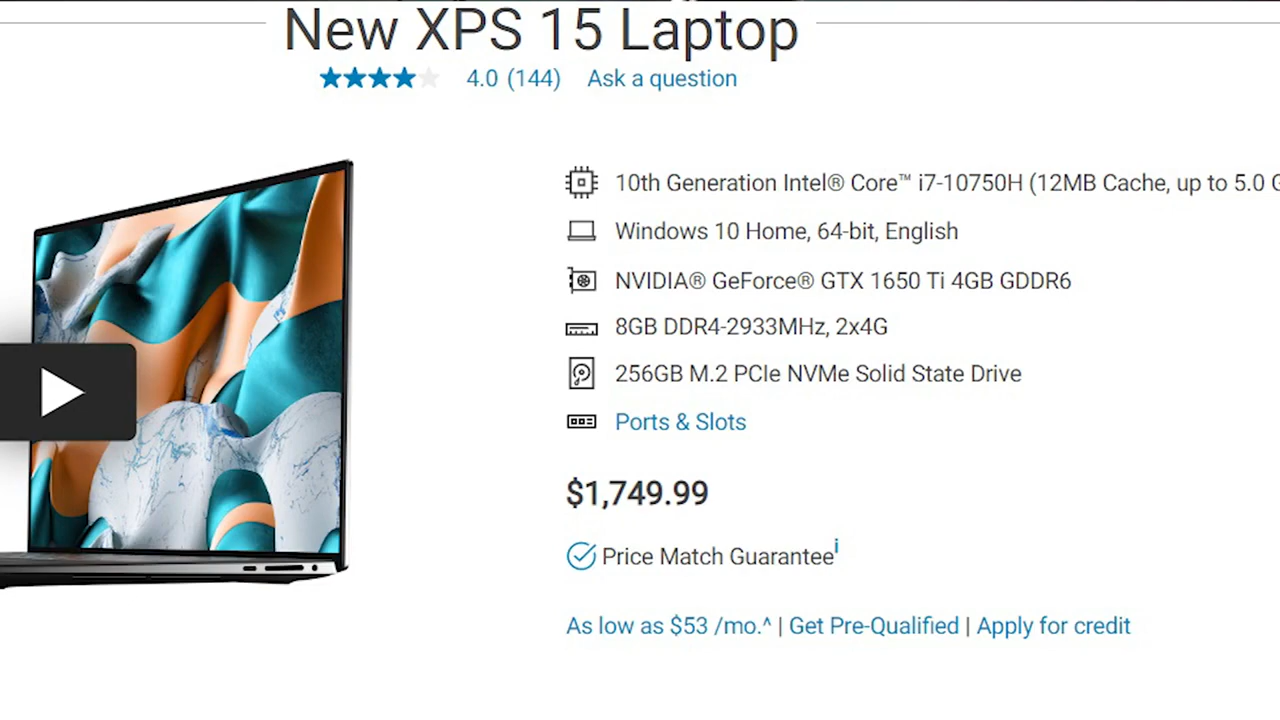 New XPS 15 Laptop
4.0 (144) Ask a question
10th Generation Intel® Core™ i7-10750H (12MB Cache, up to 5.0
Windows 10 Home, 64-bit, English
NVIDIA® GeForce® GTX 1650 Ti 4GB GDDR6
8GB DDR4-2933MHz, 2x4G
256GB M.2 PCIe NVMe Solid State Drive
Ports & Slots
$1,749.99
Price Match Guarantee i
As low as $53 /mo.^ | Get Pre-Qualified | Apply for credit